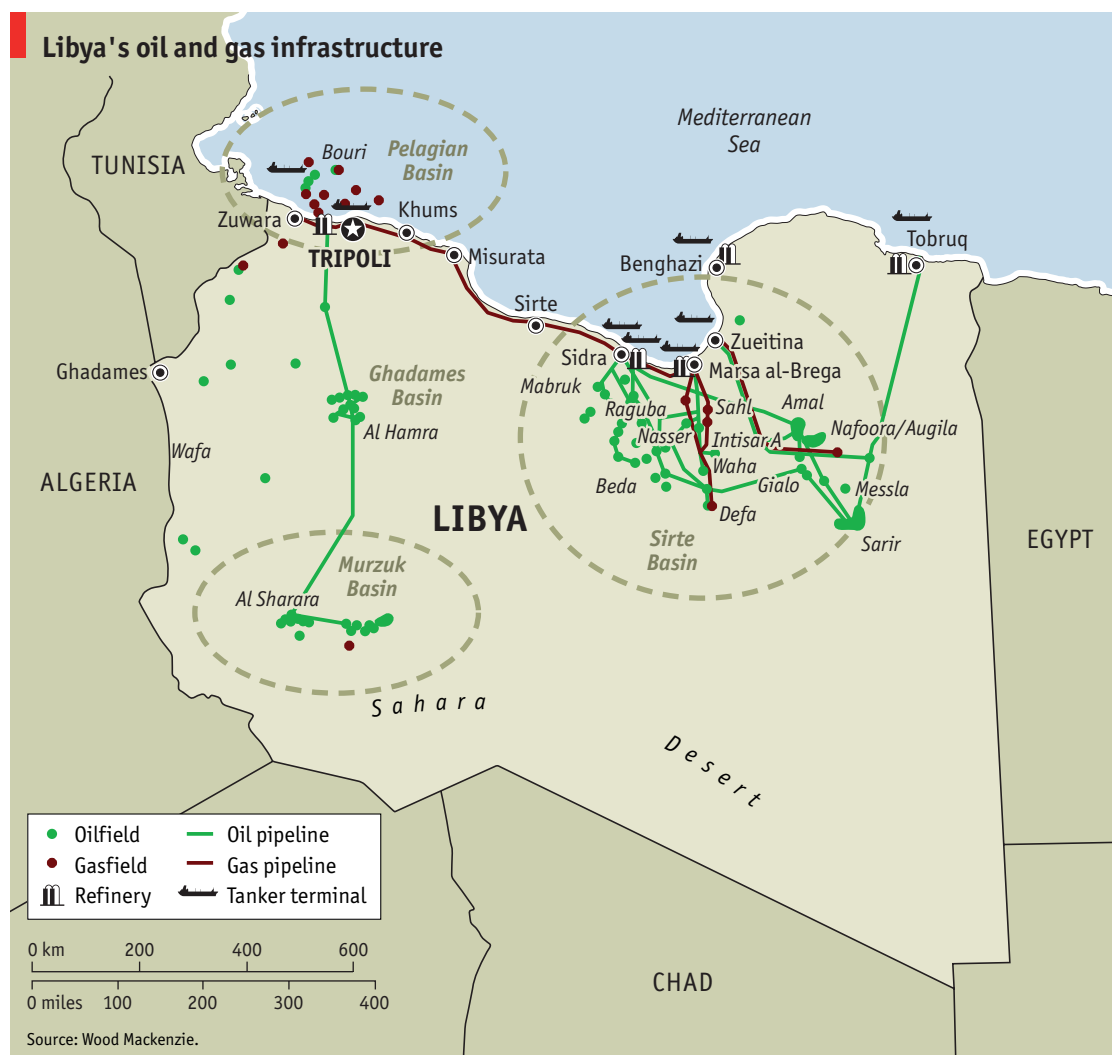 Libya's oil and gas infrastructure
Mediterranean
Sea
TUNISIA
Bouri
Pelagian
Basin
Zuwara
Khums
TRIPOLI
Misurata
Tobruq
Benghazi
Sirte
Zueitina
Sidra
Marsa al-Brega
Ghadames
Ghadames
Basin
Mabruk
Raguba
Sahl
Amal
Al Hamra
Nafoora/Augila
Nasser
Intisar A
Wafa
Waha
ALGERIA
Beda
Gialo
Messla
LIBYA
Defa
Sarir
EGYPT
Sirte
Basin
Murzuk
Basin
Al Sharara
Sahara
Desert
Oilfield
Oil pipeline
Gasfield
Gas pipeline
Refinery
Tanker terminal
0 km 200 400 600
0 miles 100 200 300 400
CHAD
Source: Wood Mackenzie.